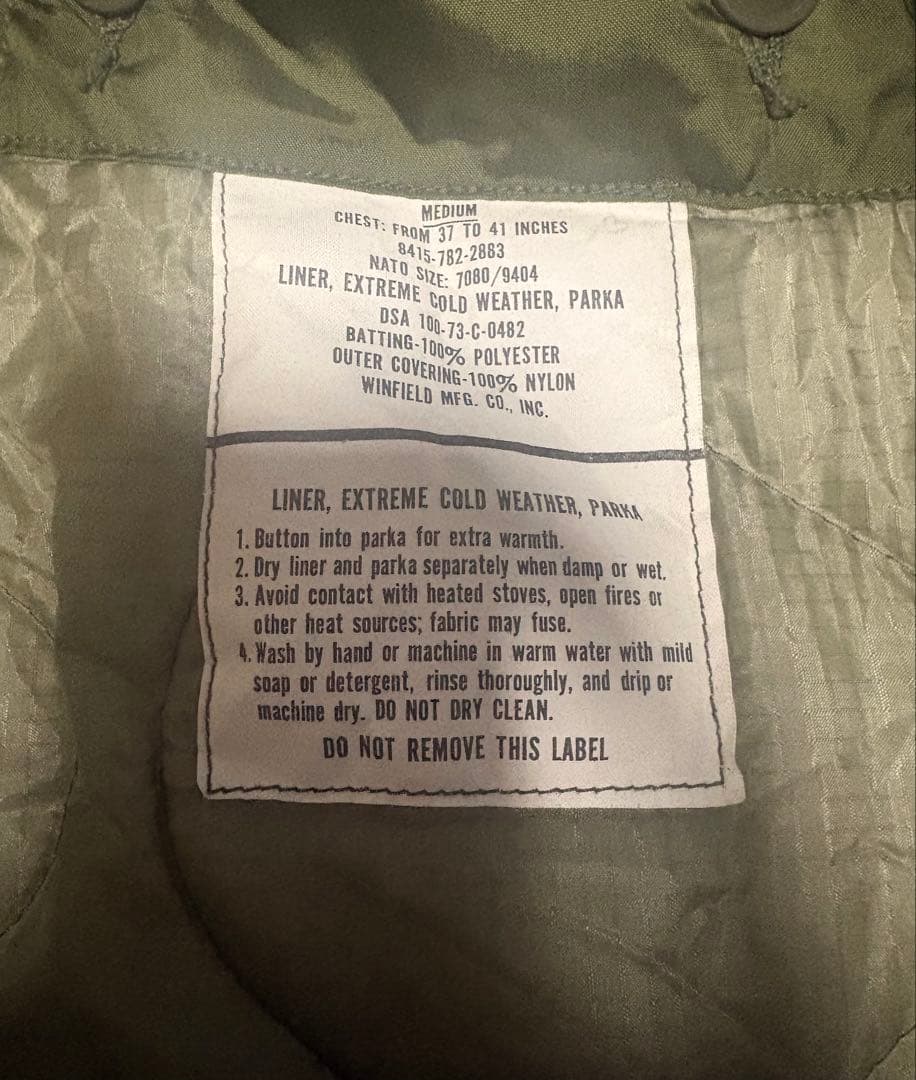 MEDIUM
CHEST: FROM 37 TO 41 INCHES
8415-782-2883
NATO SIZE: 7080/9404
LINER, EXTREME COLD WEATHER, PARKA
DSA 100-73-C-0482
BATTING-100% POLYESTER
OUTER COVERING-100% NYLON
WINFIELD MFG. CO., INC.
LINER, EXTREME COLD WEATHER, PARKA
1. Button into parka for extra warmth.
2. Dry liner and parka separately when damp or wet.
3. Avoid contact with heated stoves, open fires or
other heat sources; fabric may fuse.
4. Wash by hand or machine in warm water with mild
soap or detergent, rinse thoroughly, and drip or
machine dry. DO NOT DRY CLEAN.
DO NOT REMOVE THIS LABEL